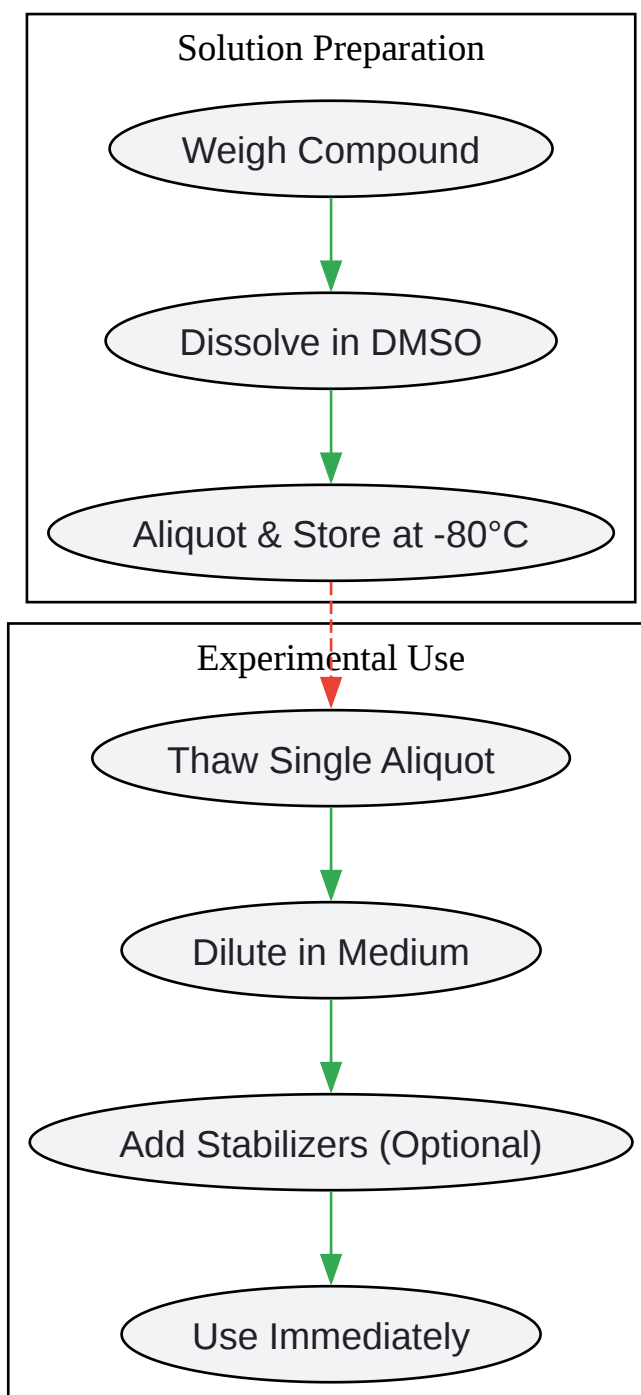 Solution Preparation
Weigh Compound
Dissolve in DMSO
Aliquot & Store at -80°C
Experimental Use
Thaw Single Aliquot
Dilute in Medium
Add Stabilizers (Optional)
Use Immediately